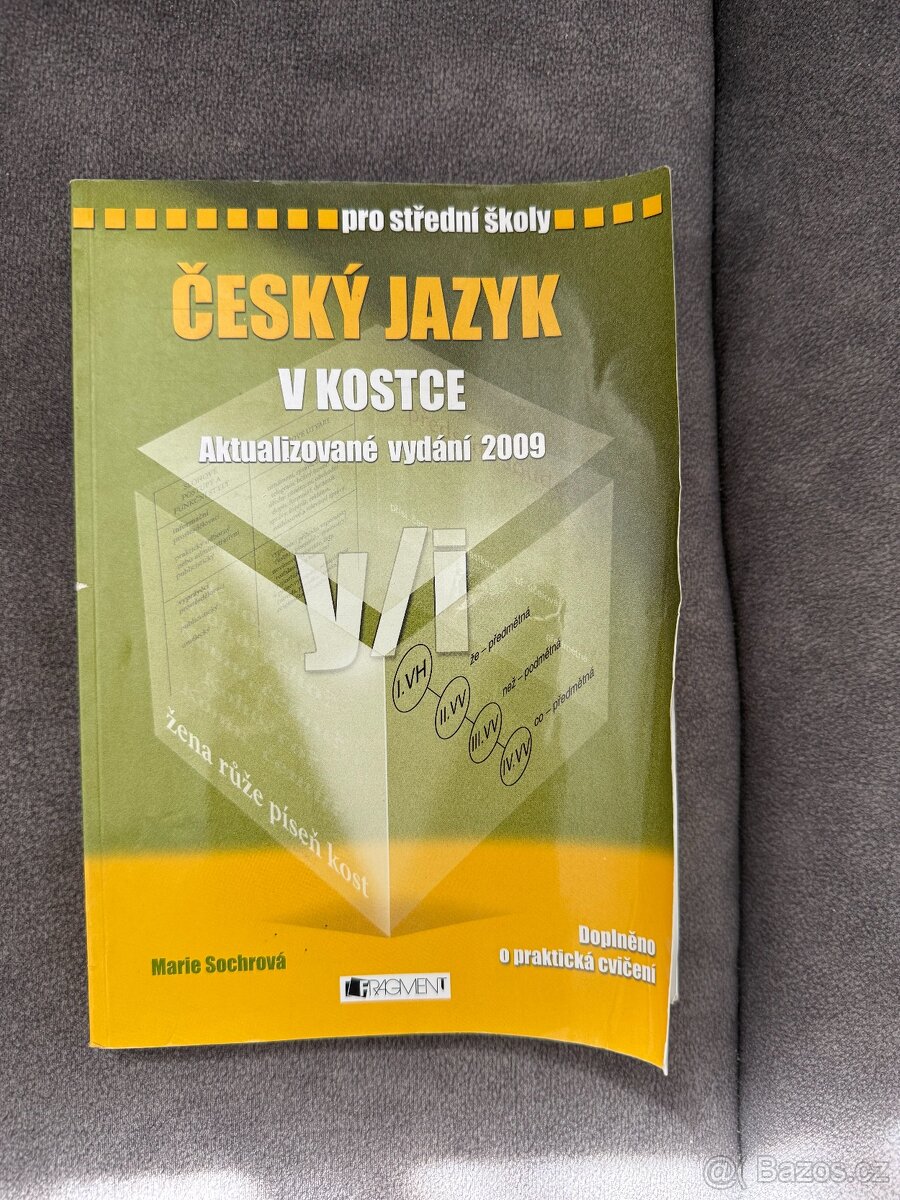 pro střední školy
ČESKÝ JAZYK
V KOSTCE
Aktualizované vydání 2009
y/i
I.VH
že – předmětná
II.VV
než – podmětná
III.VV
co – předmětná
IV.VV
žena růže píseň kost
Doplněno
o praktická cvičení
Marie Sochrová
FRAGMENT
@ Bazos.cz